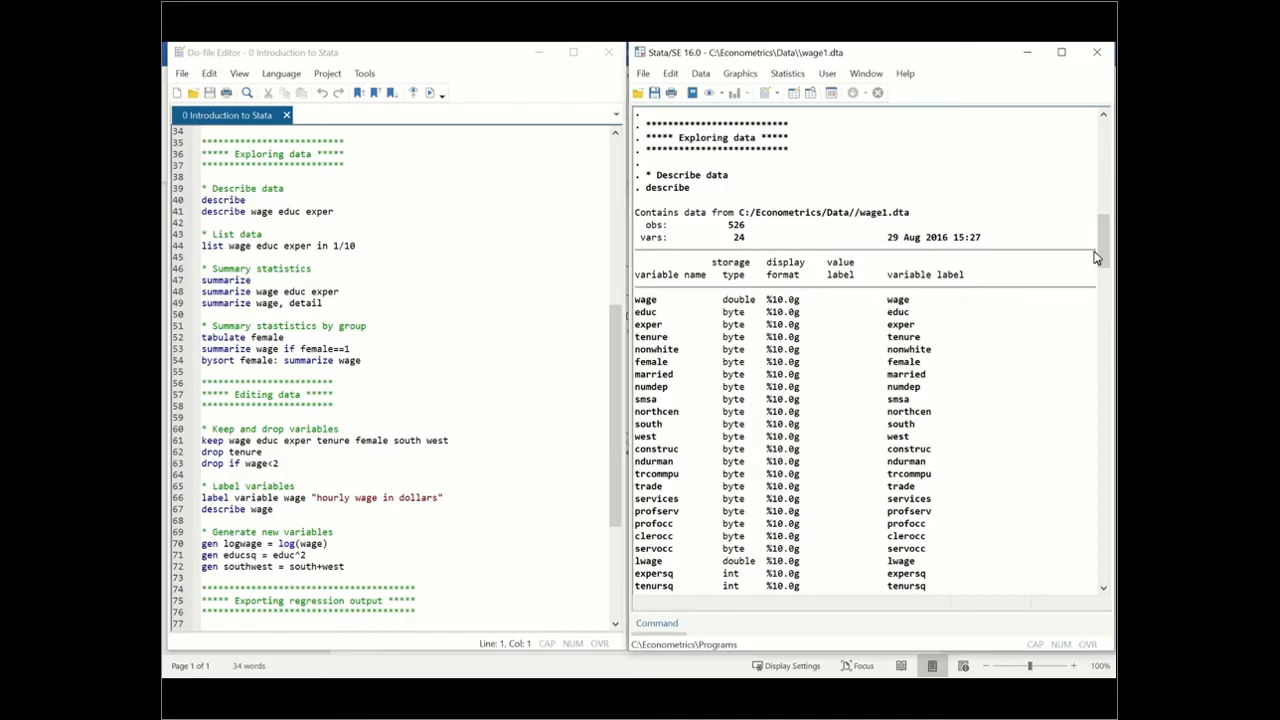 Do-file Editor - 0 Introduction to Stata
File Edit View Language Project Tools
0 Introduction to Stata
34
35 **************************
36 ***** Exploring data *****
37 **************************
38
39 * Describe data
40 describe
41 describe wage educ exper
42
43 * List data
44 list wage educ exper in 1/10
45
46 * Summary statistics
47 summarize
48 summarize wage educ exper
49 summarize wage, detail
50
51 * Summary stastistics by group
52 tabulate female
53 summarize wage if female==1
54 bysort female: summarize wage
55
56 ************************
57 ***** Editing data *****
58 ************************
59
60 * Keep and drop variables
61 keep wage educ exper tenure female south west
62 drop tenure
63 drop if wage<2
64
65 * Label variables
66 label variable wage "hourly wage in dollars"
67 describe wage
68
69 * Generate new variables
70 gen logwage = log(wage)
71 gen educsq = educ^2
72 gen southwest = south+west
73
74 ***************************************
75 ***** Exporting regression output *****
76 ***************************************
77
Line: 1, Col: 1 CAP NUM OVR
Stata/SE 16.0 - C:\Econometrics\Data\\wage1.dta
File Edit Data Graphics Statistics User Window Help
.
. **************************
. ***** Exploring data *****
. **************************
.
. * Describe data
. describe
Contains data from C:/Econometrics/Data//wage1.dta
obs: 526
vars: 24 29 Aug 2016 15:27
storage display value
variable name type format label variable label
wage double %10.0g wage
educ byte %10.0g educ
exper byte %10.0g exper
tenure byte %10.0g tenure
nonwhite byte %10.0g nonwhite
female byte %10.0g female
married byte %10.0g married
numdep byte %10.0g numdep
smsa byte %10.0g smsa
northcen byte %10.0g northcen
south byte %10.0g south
west byte %10.0g west
construc byte %10.0g construc
ndurman byte %10.0g ndurman
trcommpu byte %10.0g trcommpu
trade byte %10.0g trade
services byte %10.0g services
profserv byte %10.0g profserv
profocc byte %10.0g profocc
clerocc byte %10.0g clerocc
servocc byte %10.0g servocc
lwage double %10.0g lwage
expersq int %10.0g expersq
tenursq int %10.0g tenursq
Command
C:\Econometrics\Programs CAP NUM OVR
Page 1 of 1 34 words Display Settings Focus 100%